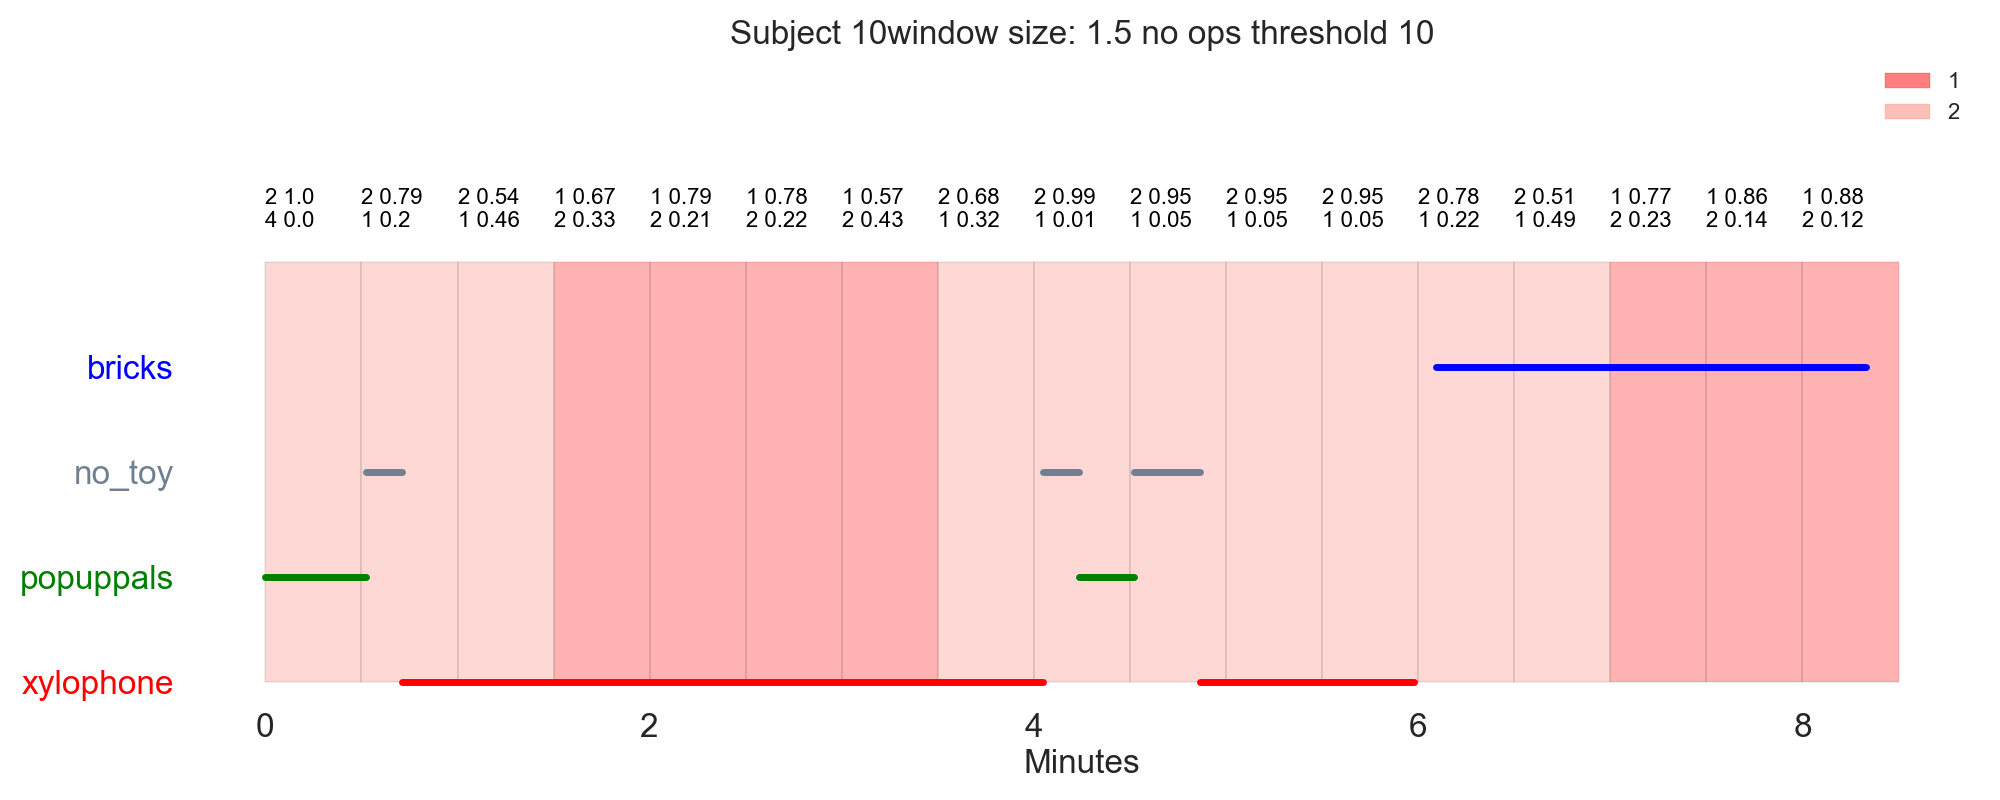 Subject 10window size: 1.5 no ops threshold 10
1
2
2 1.0 2 0.79 2 0.54 1 0.67 1 0.79 1 0.78 1 0.57 2 0.68 2 0.99 2 0.95 2 0.95 2 0.95 2 0.78 2 0.51 1 0.77 1 0.86 1 0.88
4 0.0 1 0.2 1 0.46 2 0.33 2 0.21 2 0.22 2 0.43 1 0.32 1 0.01 1 0.05 1 0.05 1 0.05 1 0.22 1 0.49 2 0.23 2 0.14 2 0.12
bricks
no_toy
popuppals
xylophone
0 2 4 6 8
Minutes